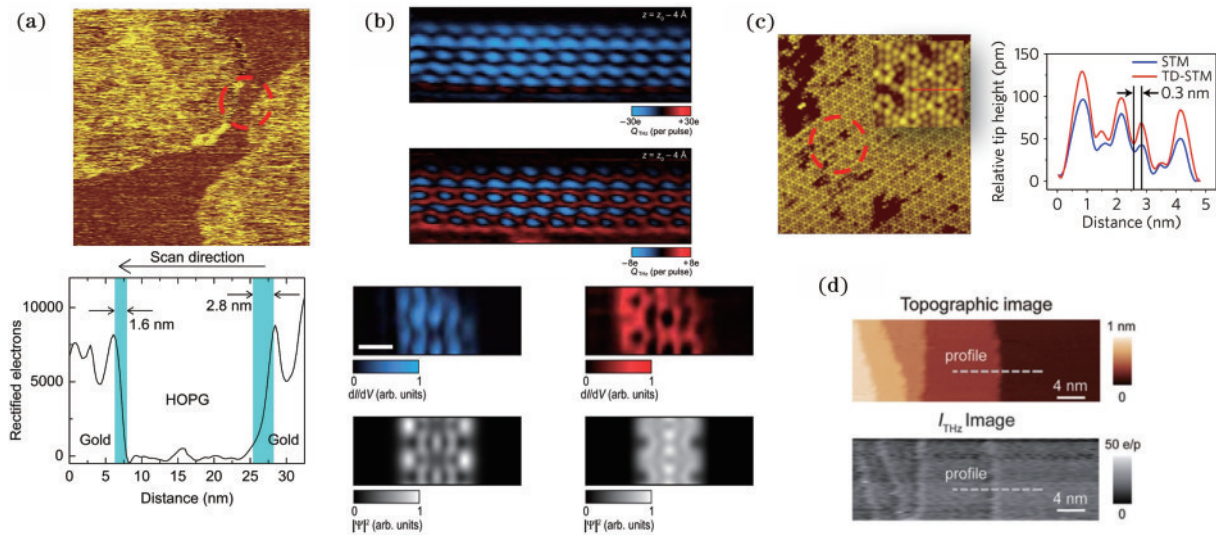 (a)
Scan direction
Rectified electrons
10000
5000
0
1.6 nm
2.8 nm
HOPG
Gold
Gold
0 5 10 15 20 25 30
Distance (nm)
(b)
z = z₀ – 4 Å
–30e +30e
Q_THz (per pulse)
z = z₀ – 4 Å
–8e +8e
Q_THz (per pulse)
0 1
dI/dV (arb. units)
0 1
dI/dV (arb. units)
0 1
|Ψ|² (arb. units)
0 1
|Ψ|² (arb. units)
(c)
Relative tip height (pm)
150
100
50
0
STM
TD-STM
0.3 nm
0 1 2 3 4 5
Distance (nm)
(d)
Topographic image
profile
4 nm
1 nm
0
I_THz Image
profile
4 nm
50 e/p
0